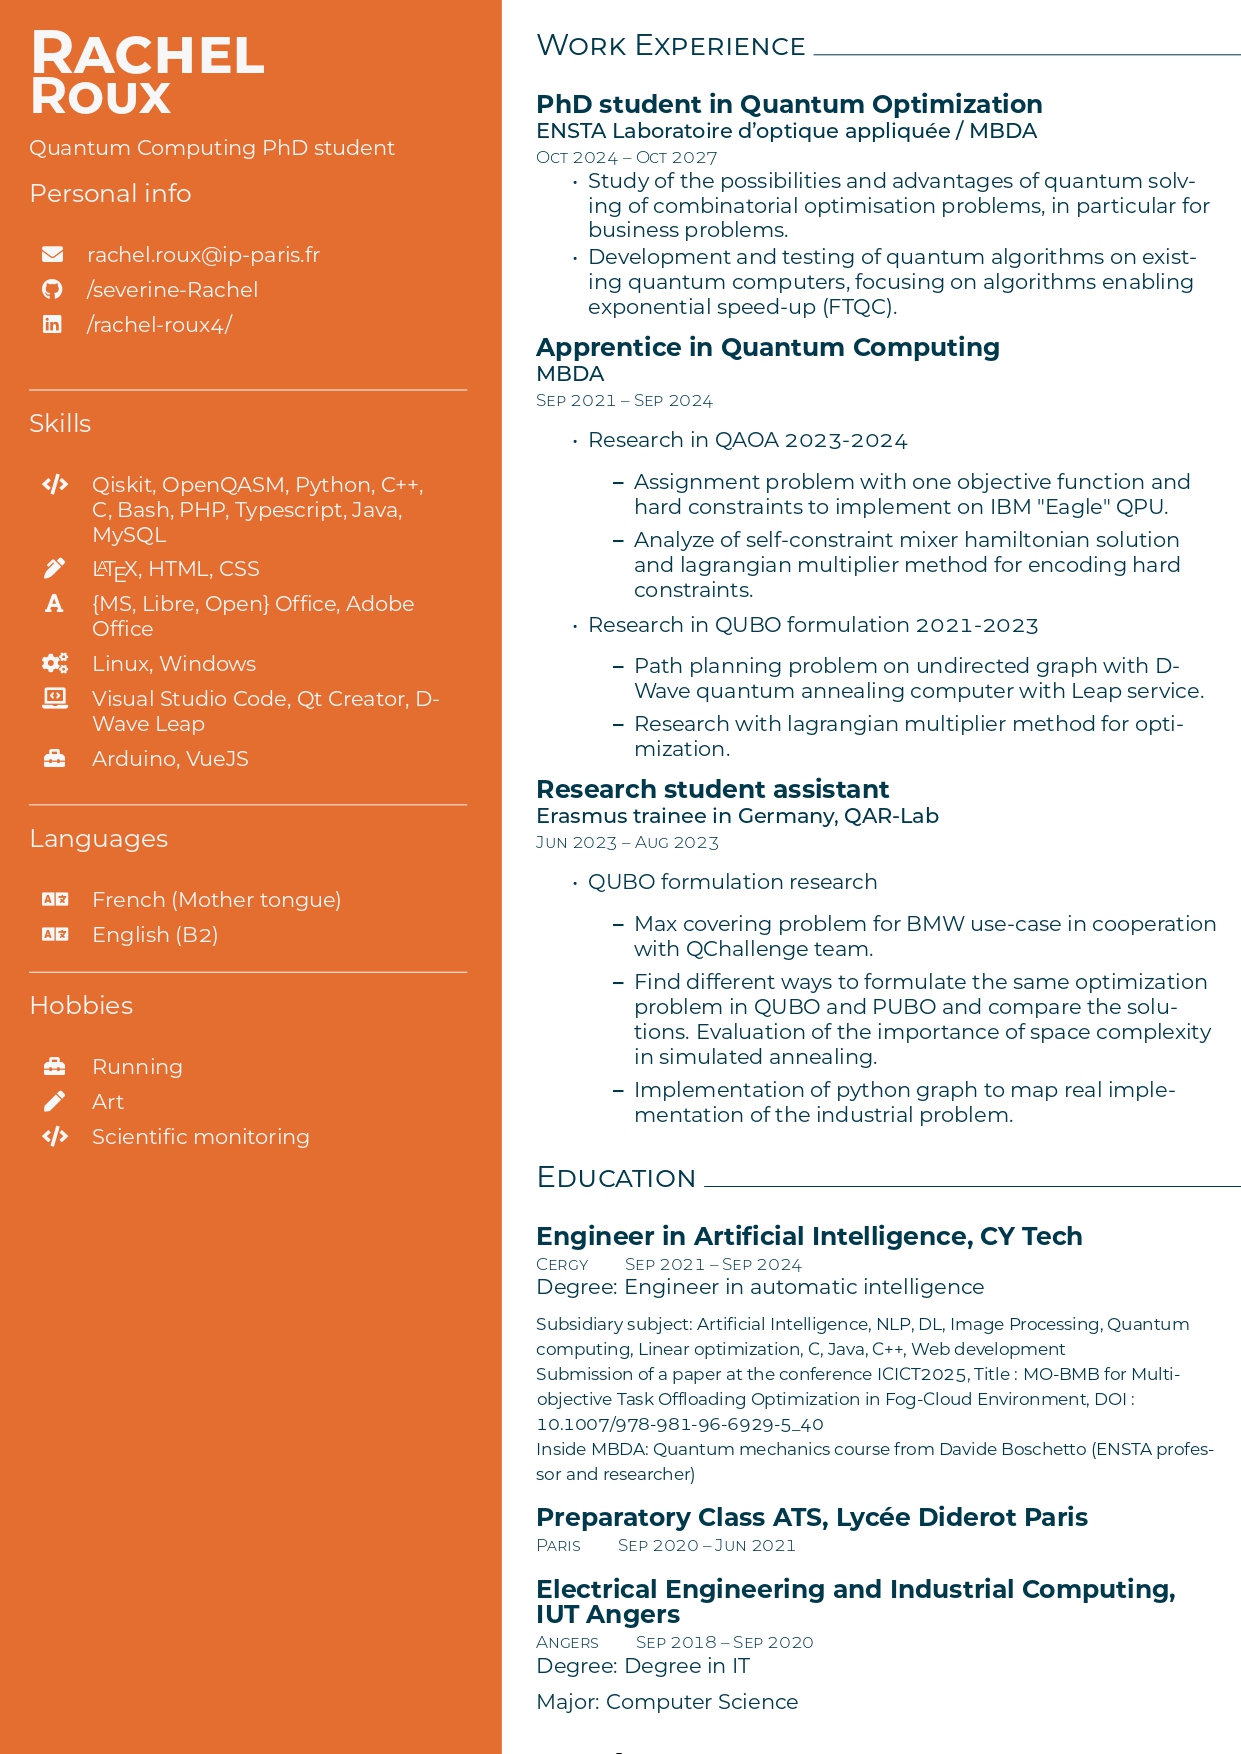 RACHEL
ROUX
Quantum Computing PhD student
Personal info
rachel.roux@ip-paris.fr
/severine-Rachel
/rachel-roux4/
Skills
Qiskit, OpenQASM, Python, C++,
C, Bash, PHP, Typescript, Java,
MySQL
LATEX, HTML, CSS
{MS, Libre, Open} Office, Adobe
Office
Linux, Windows
Visual Studio Code, Qt Creator, D-
Wave Leap
Arduino, VueJS
Languages
French (Mother tongue)
English (B2)
Hobbies
Running
Art
Scientific monitoring
WORK EXPERIENCE
PhD student in Quantum Optimization
ENSTA Laboratoire d’optique appliquée / MBDA
OCT 2024 – OCT 2027
• Study of the possibilities and advantages of quantum solv-
ing of combinatorial optimisation problems, in particular for
business problems.
• Development and testing of quantum algorithms on exist-
ing quantum computers, focusing on algorithms enabling
exponential speed-up (FTQC).
Apprentice in Quantum Computing
MBDA
SEP 2021 – SEP 2024
• Research in QAOA 2023-2024
– Assignment problem with one objective function and
hard constraints to implement on IBM "Eagle" QPU.
– Analyze of self-constraint mixer hamiltonian solution
and lagrangian multiplier method for encoding hard
constraints.
• Research in QUBO formulation 2021-2023
– Path planning problem on undirected graph with D-
Wave quantum annealing computer with Leap service.
– Research with lagrangian multiplier method for opti-
mization.
Research student assistant
Erasmus trainee in Germany, QAR-Lab
JUN 2023 – AUG 2023
• QUBO formulation research
– Max covering problem for BMW use-case in cooperation
with QChallenge team.
– Find different ways to formulate the same optimization
problem in QUBO and PUBO and compare the solu-
tions. Evaluation of the importance of space complexity
in simulated annealing.
– Implementation of python graph to map real imple-
mentation of the industrial problem.
EDUCATION
Engineer in Artificial Intelligence, CY Tech
CERGY SEP 2021 – SEP 2024
Degree: Engineer in automatic intelligence
Subsidiary subject: Artificial Intelligence, NLP, DL, Image Processing, Quantum
computing, Linear optimization, C, Java, C++, Web development
Submission of a paper at the conference ICICT2025, Title : MO-BMB for Multi-
objective Task Offloading Optimization in Fog-Cloud Environment, DOI :
10.1007/978-981-96-6929-5_40
Inside MBDA: Quantum mechanics course from Davide Boschetto (ENSTA profes-
sor and researcher)
Preparatory Class ATS, Lycée Diderot Paris
PARIS SEP 2020 – JUN 2021
Electrical Engineering and Industrial Computing,
IUT Angers
ANGERS SEP 2018 – SEP 2020
Degree: Degree in IT
Major: Computer Science